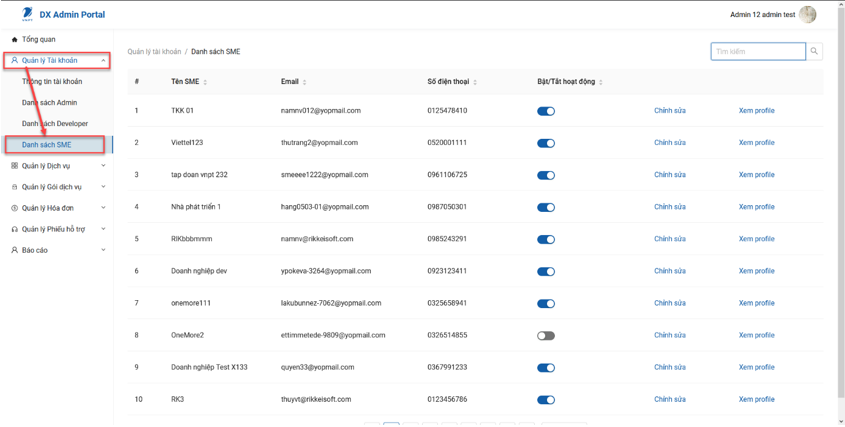 VNPT
DX Admin Portal
Admin 12 admin test
Tổng quan
Quản lý Tài khoản
Thông tin tài khoản
Danh sách Admin
Danh sách Developer
Danh sách SME
Quản lý Dịch vụ
Quản lý Gói dịch vụ
Quản lý Hóa đơn
Quản lý Phiếu hỗ trợ
Báo cáo
Quản lý tài khoản / Danh sách SME
Tìm kiếm
# Tên SME Email Số điện thoại Bật/Tắt hoạt động
1 TKK 01 namnv012@yopmail.com 0125478410 Chỉnh sửa Xem profile
2 Viettel123 thutrang2@yopmail.com 0520001111 Chỉnh sửa Xem profile
3 tap doan vnpt 232 smeeee1222@yopmail.com 0961106725 Chỉnh sửa Xem profile
4 Nhà phát triển 1 hang0503-01@yopmail.com 0987050301 Chỉnh sửa Xem profile
5 RIKbbbmmm namnv@rikkeisoft.com 0985243291 Chỉnh sửa Xem profile
6 Doanh nghiệp dev ypokeva-3264@yopmail.com 0923123411 Chỉnh sửa Xem profile
7 onemore111 lakubunnez-7062@yopmail.com 0325658941 Chỉnh sửa Xem profile
8 OneMore2 ettimmetede-9809@yopmail.com 0326514855 Chỉnh sửa Xem profile
9 Doanh nghiệp Test X133 quyen33@yopmail.com 0367991233 Chỉnh sửa Xem profile
10 RK3 thuyvt@rikkeisoft.com 0123456786 Chỉnh sửa Xem profile